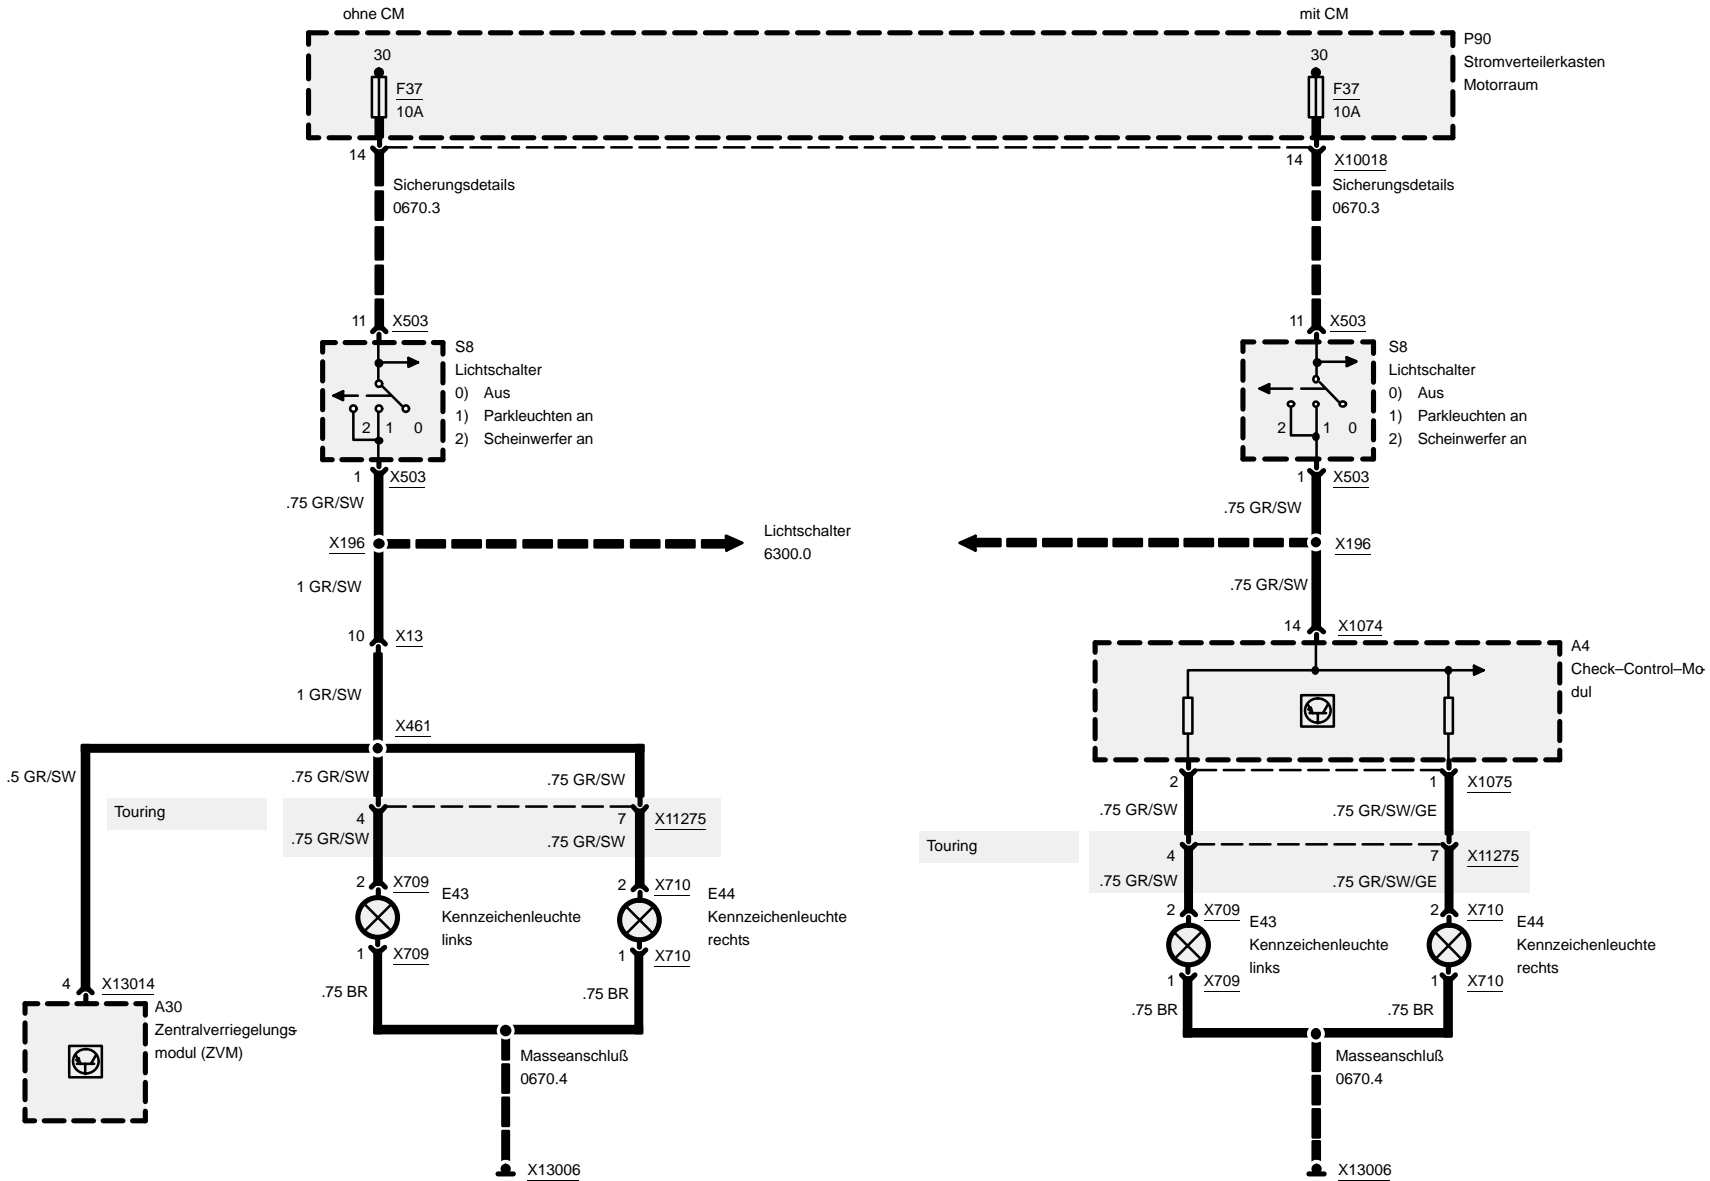 ohne CM
mit CM
P90
Stromverteilerkasten
Motorraum
30
F37
10A
30
F37
10A
14
14
X10018
Sicherungsdetails
0670.3
Sicherungsdetails
0670.3
11
X503
11
X503
S8
Lichtschalter
0) Aus
1) Parkleuchten an
2) Scheinwerfer an
2 1 0
S8
Lichtschalter
0) Aus
1) Parkleuchten an
2) Scheinwerfer an
2 1 0
1
X503
1
X503
.75 GR/SW
.75 GR/SW
X196
Lichtschalter
6300.0
X196
1 GR/SW
.75 GR/SW
10
X13
14
X1074
1 GR/SW
A4
Check–Control–Mo-
dul
X461
.5 GR/SW
.75 GR/SW
.75 GR/SW
2
1
X1075
.75 GR/SW
.75 GR/SW/GE
Touring
4
7
X11275
.75 GR/SW
.75 GR/SW
Touring
4
7
X11275
.75 GR/SW
.75 GR/SW/GE
2
X709
E43
Kennzeichenleuchte
links
2
X710
E44
Kennzeichenleuchte
rechts
2
X709
E43
Kennzeichenleuchte
links
2
X710
E44
Kennzeichenleuchte
rechts
1
X709
1
X710
1
X709
1
X710
4
X13014
.75 BR
.75 BR
.75 BR
.75 BR
A30
Zentralverriegelungs-
modul (ZVM)
Masseanschluß
0670.4
Masseanschluß
0670.4
X13006
X13006